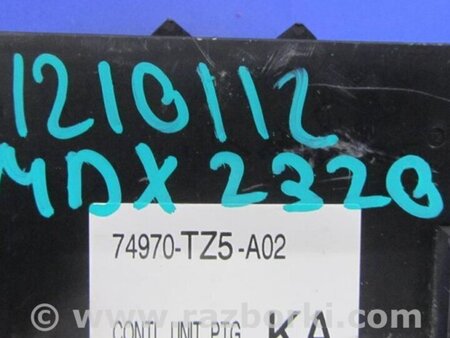 1210112
MDX 2320
74970-TZ5-A02
CONTL UNIT PTG KA
© www.razborki.com